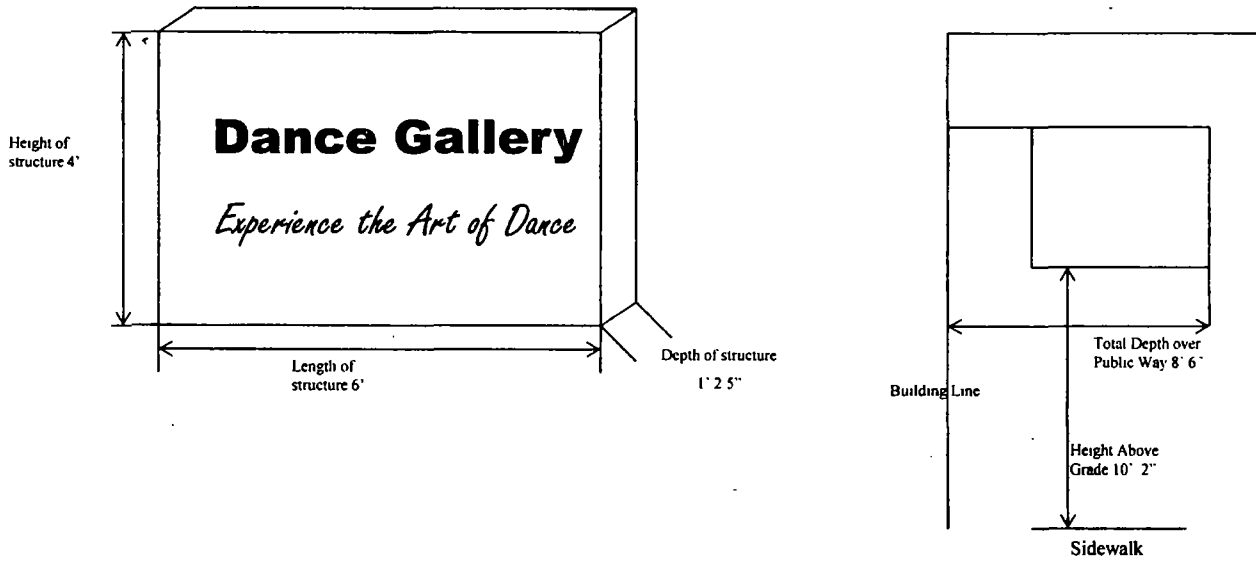 Height of
structure 4'
Dance Gallery
Experience the Art of Dance
Length of
structure 6'
Depth of structure
1' 2 5"
Total Depth over
Public Way 8' 6"
Building Line
Height Above
Grade 10' 2"
Sidewalk